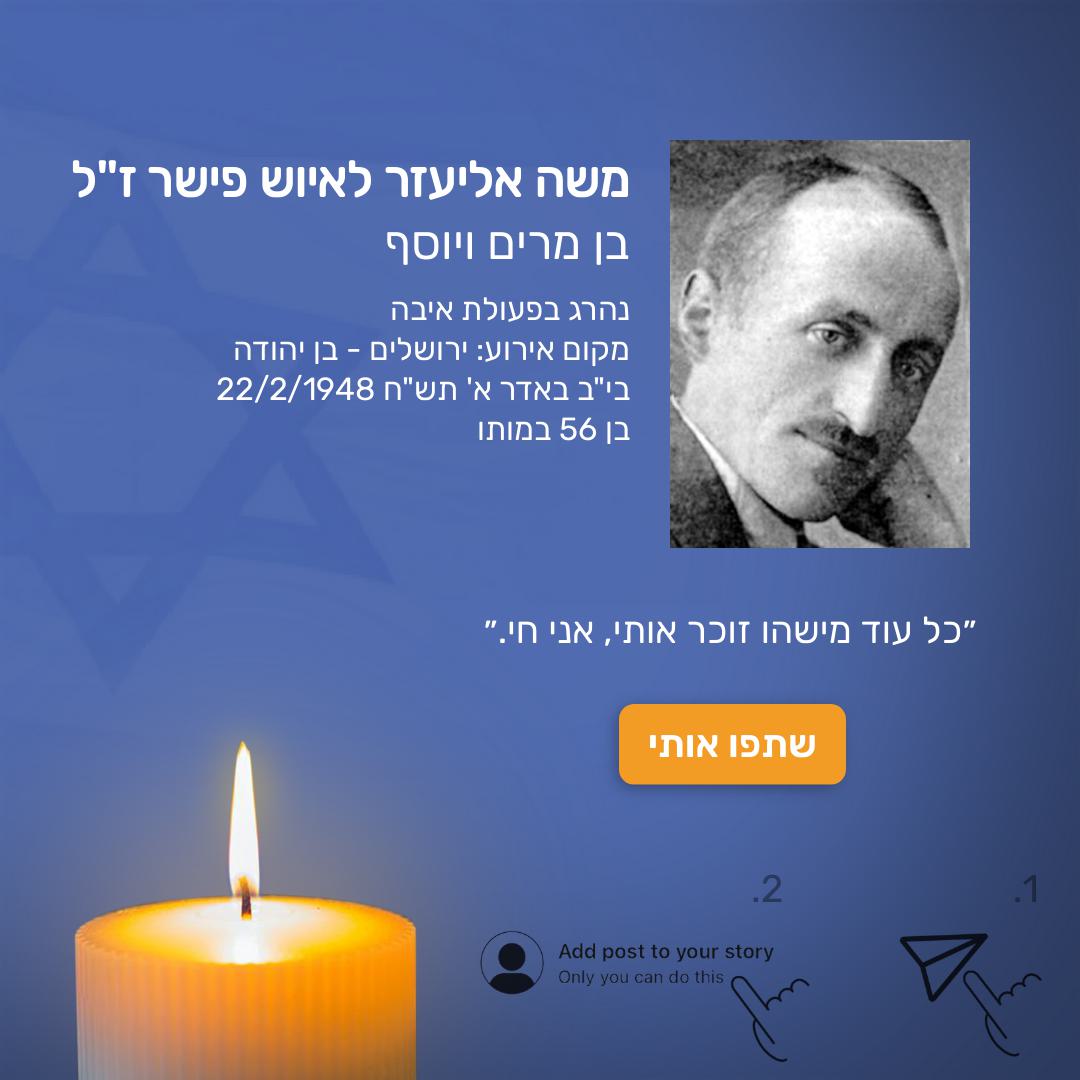 משה אליעזר לאיוש פישר ז"ל
בן מרים ויוסף
נהרג בפעולת איבה
מקום אירוע: ירושלים - בן יהודה
בי"ב באדר א' תש"ח 22/2/1948
בן 56 במותו
״כל עוד מישהו זוכר אותי, אני חי.״
שתפו אותי
.1
.2
Add post to your story
Only you can do this